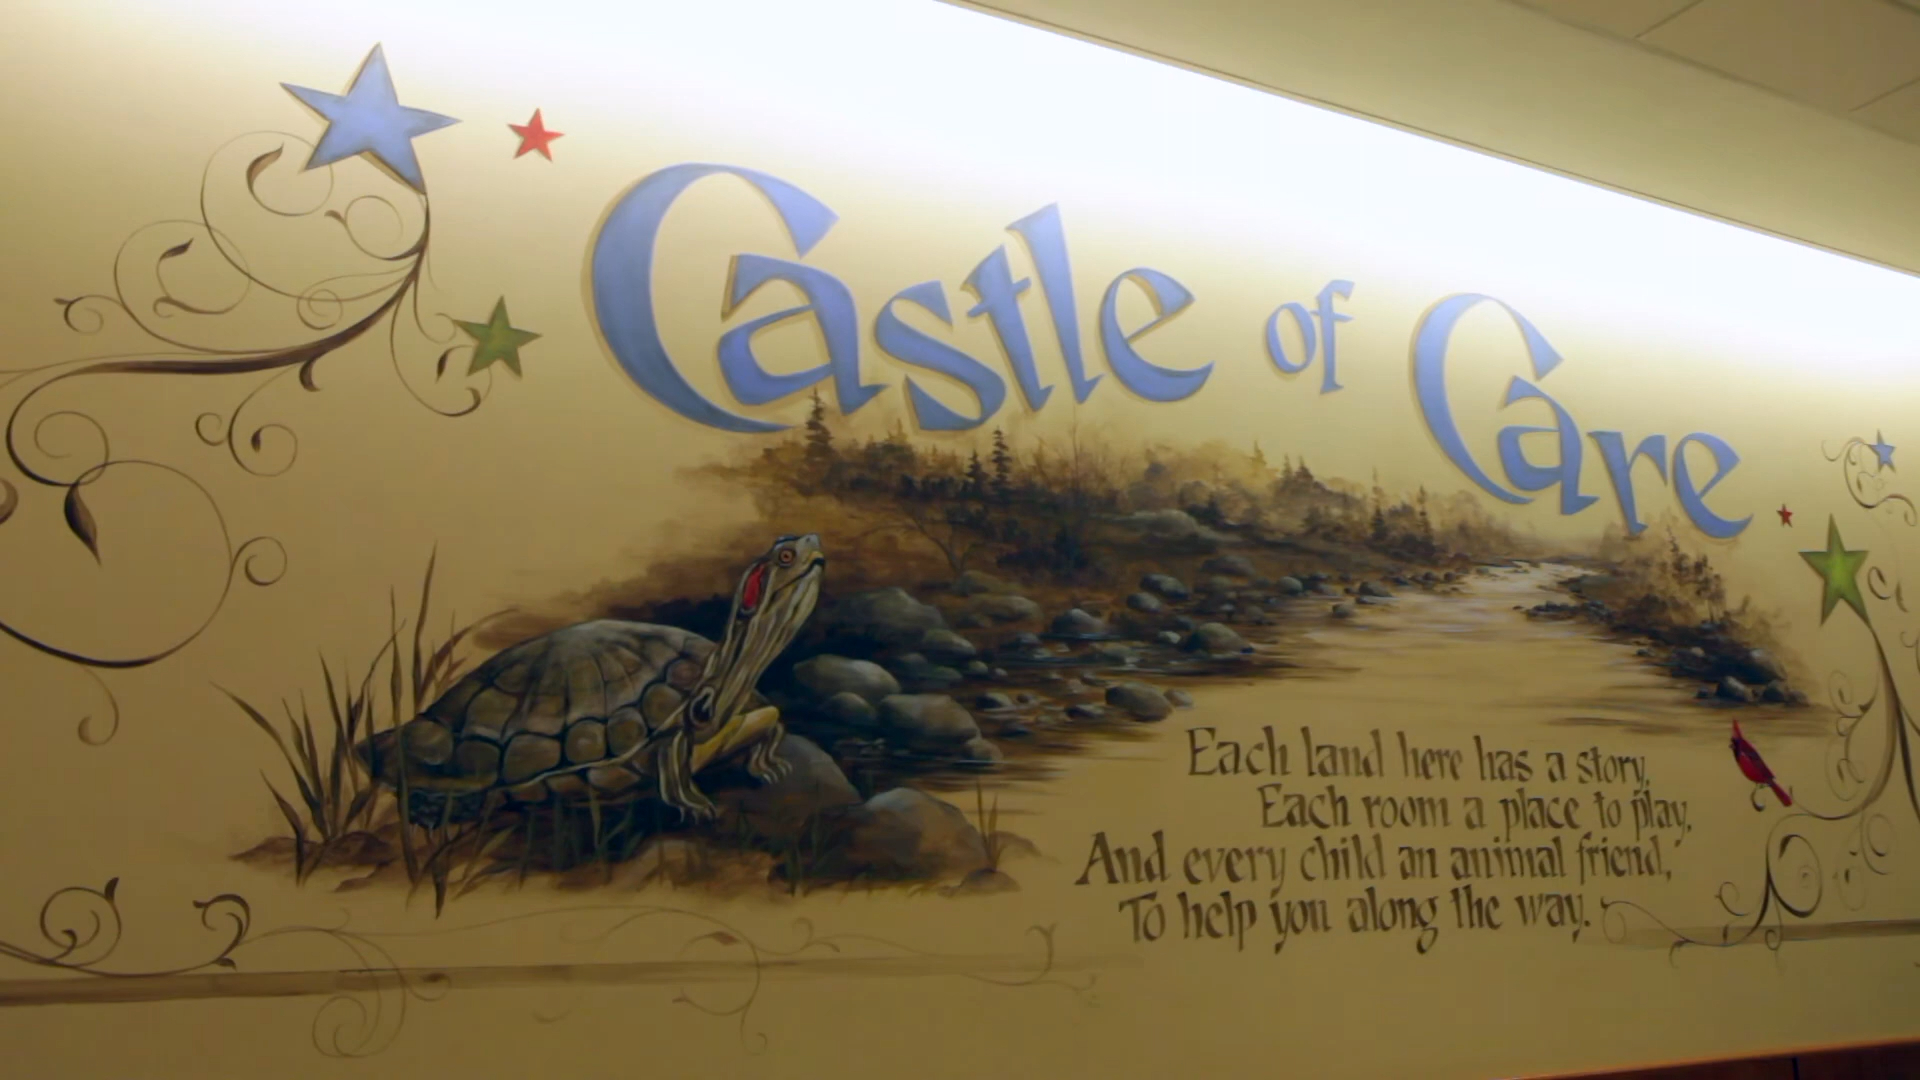 Castle of Care
Each land here has a story,
Each room a place to play,
And every child an animal friend,
To help you along the way.